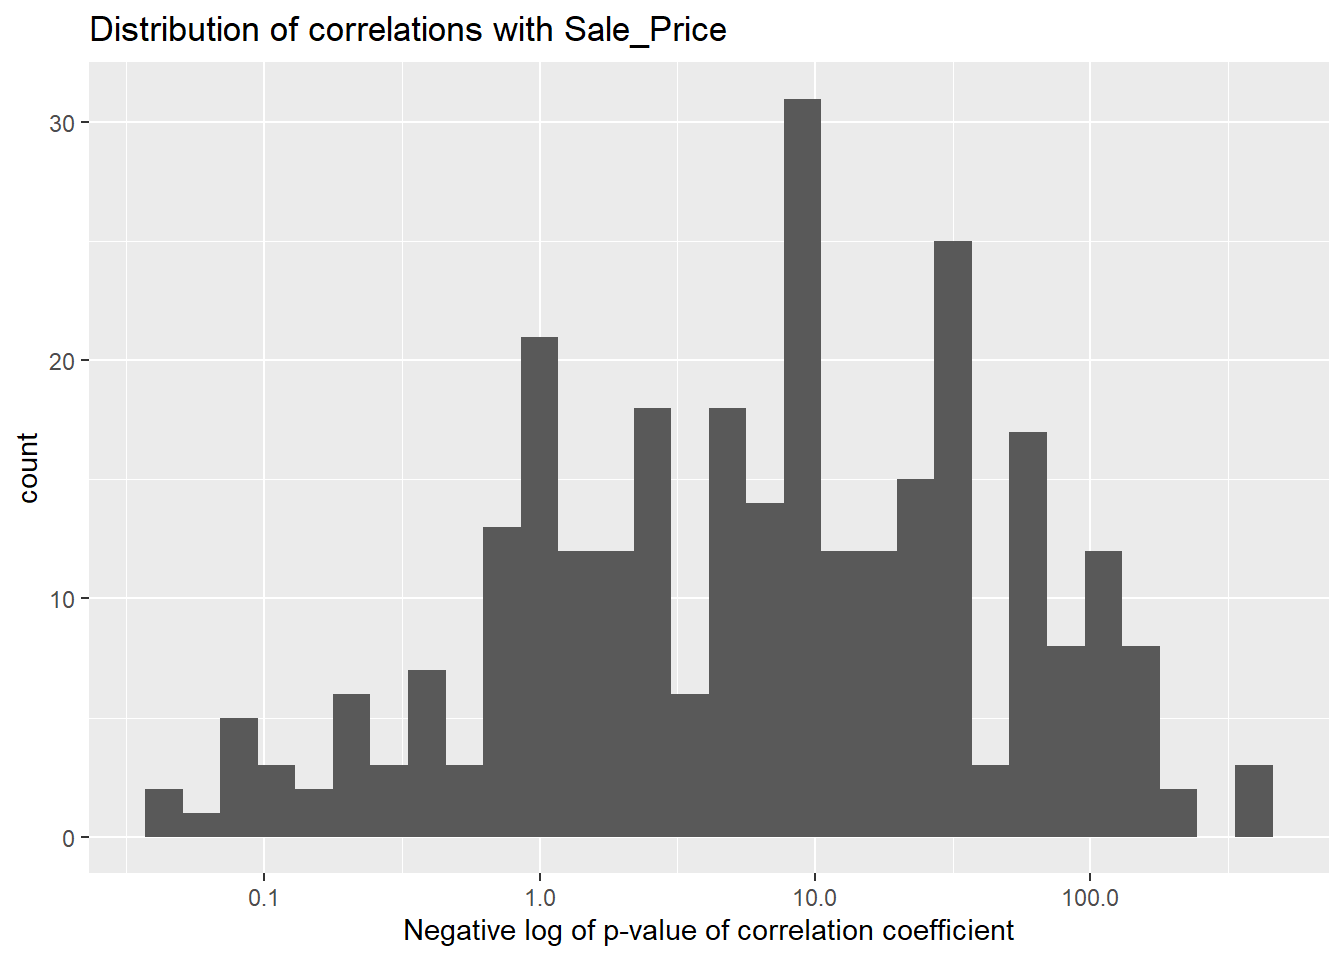 Distribution of correlations with Sale_Price
30
20
10
0
count
0.1
1.0
10.0
100.0
Negative log of p-value of correlation coefficient